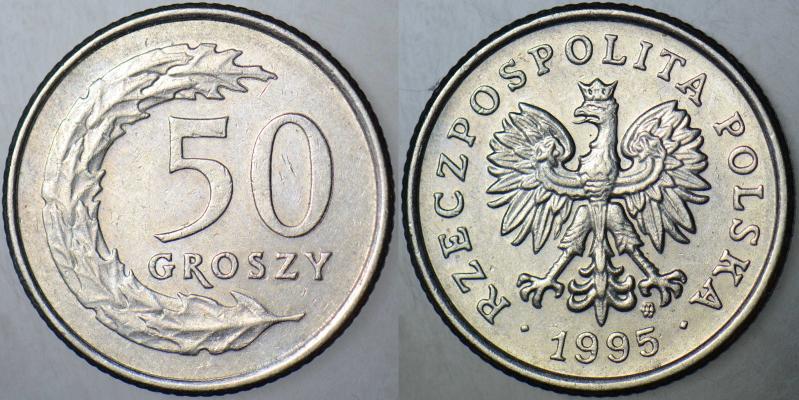 50
GROSZY
RZECZPOSPOLITA POLSKA
· 1995 ·